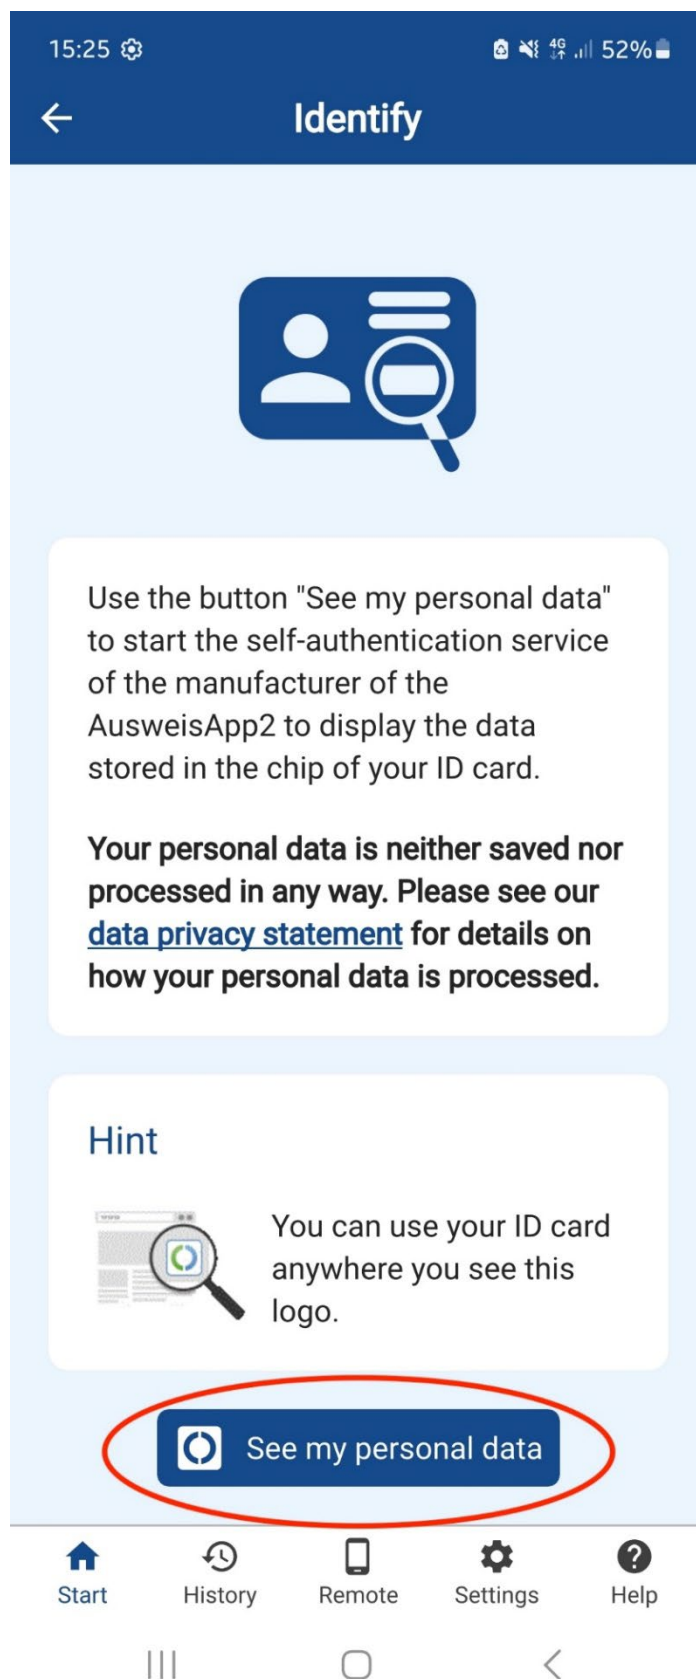 15:25
4G 52%
Identify
Use the button "See my personal data"
to start the self-authentication service
of the manufacturer of the
AusweisApp2 to display the data
stored in the chip of your ID card.
Your personal data is neither saved nor
processed in any way. Please see our
data privacy statement for details on
how your personal data is processed.
Hint
You can use your ID card
anywhere you see this
logo.
See my personal data
Start History Remote Settings Help